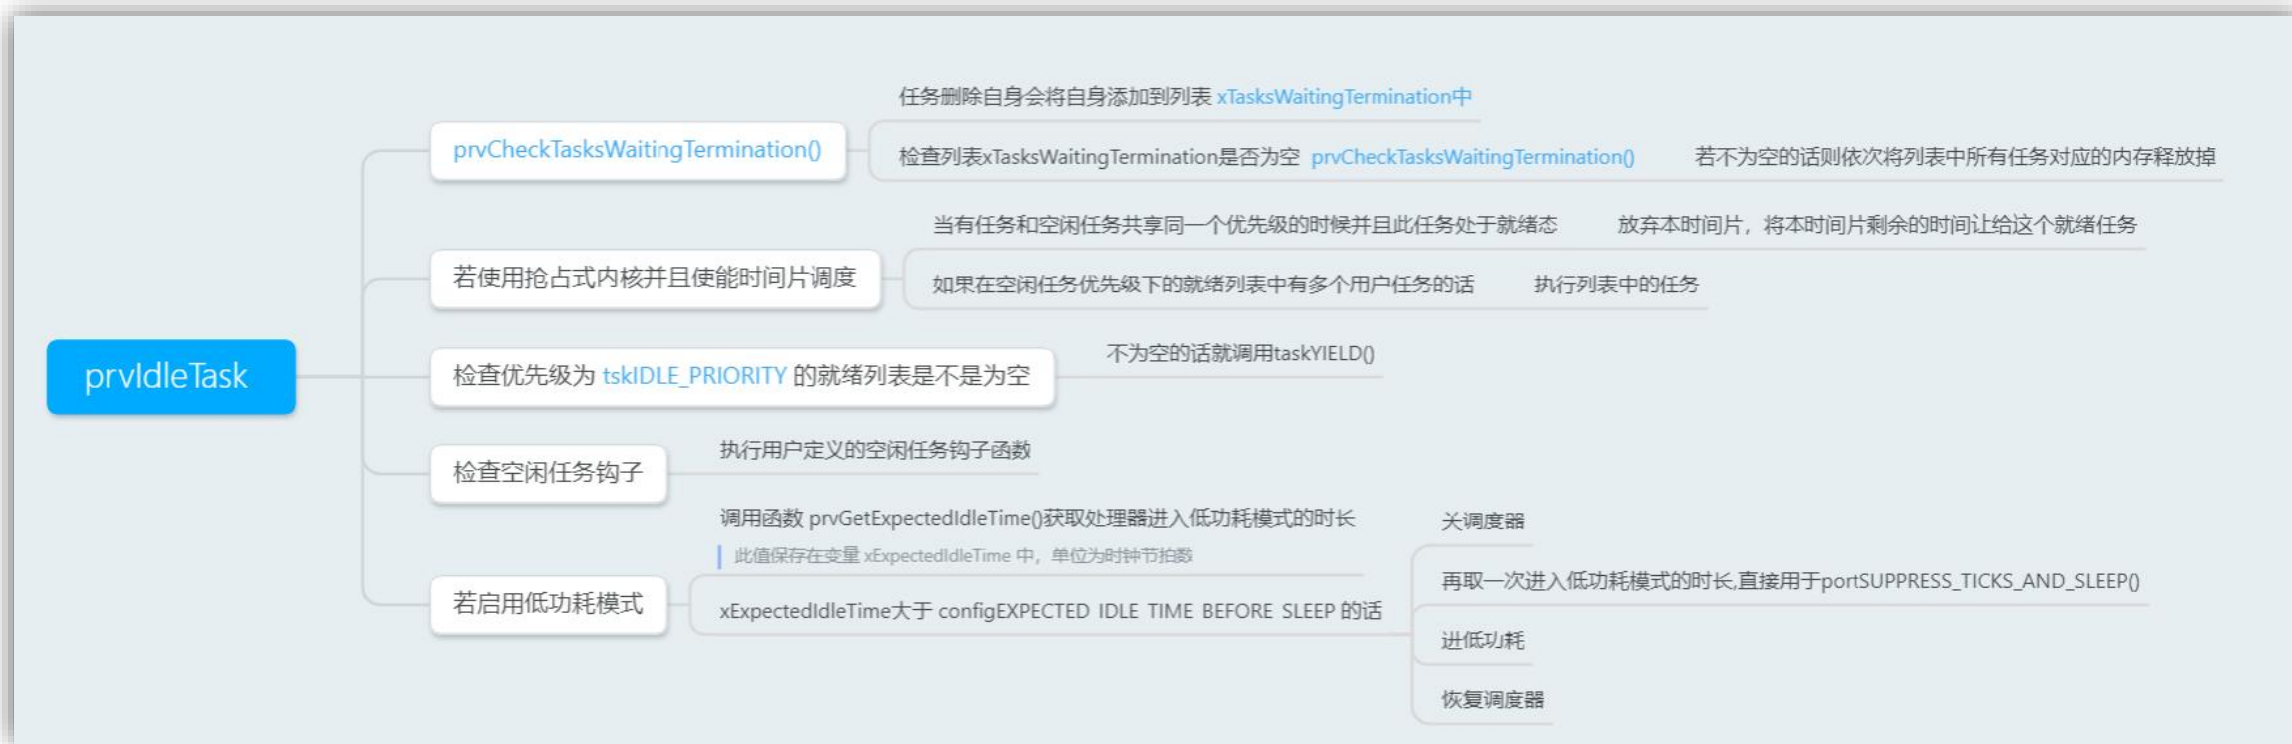 prvIdleTask
prvCheckTasksWaitingTermination()
任务删除自身会将自身添加到列表 xTasksWaitingTermination中
检查列表xTasksWaitingTermination是否为空 prvCheckTasksWaitingTermination()
若不为空的话则依次将列表中所有任务对应的内存释放掉
若使用抢占式内核并且使能时间片调度
当有任务和空闲任务共享同一个优先级的时候并且此任务处于就绪态
放弃本时间片，将本时间片剩余的时间让给这个就绪任务
如果在空闲任务优先级下的就绪列表中有多个用户任务的话
执行列表中的任务
检查优先级为 tskIDLE_PRIORITY 的就绪列表是不是为空
不为空的话就调用taskYIELD()
检查空闲任务钩子
执行用户定义的空闲任务钩子函数
若启用低功耗模式
调用函数 prvGetExpectedIdleTime()获取处理器进入低功耗模式的时长
此值保存在变量 xExpectedIdleTime 中，单位为时钟节拍数
xExpectedIdleTime大于 configEXPECTED IDLE TIME BEFORE SLEEP 的话
关调度器
再取一次进入低功耗模式的时长,直接用于portSUPPRESS_TICKS_AND_SLEEP()
进低功耗
恢复调度器